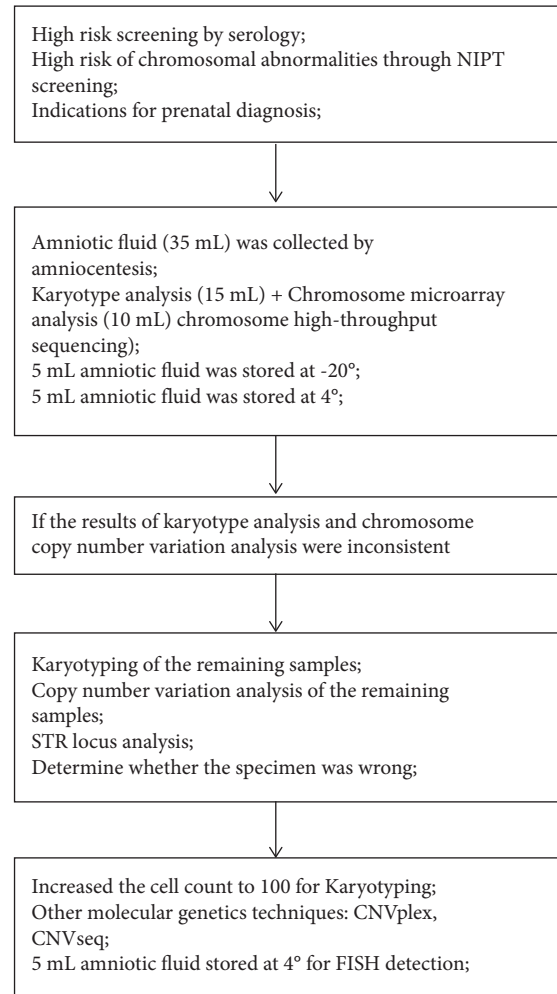 High risk screening by serology;
High risk of chromosomal abnormalities through NIPT
screening;
Indications for prenatal diagnosis;
Amniotic fluid (35 mL) was collected by
amniocentesis;
Karyotype analysis (15 mL) + Chromosome microarray
analysis (10 mL) chromosome high-throughput
sequencing);
5 mL amniotic fluid was stored at -20°;
5 mL amniotic fluid was stored at 4°;
If the results of karyotype analysis and chromosome
copy number variation analysis were inconsistent
Karyotyping of the remaining samples;
Copy number variation analysis of the remaining
samples;
STR locus analysis;
Determine whether the specimen was wrong;
Increased the cell count to 100 for Karyotyping;
Other molecular genetics techniques: CNVplex,
CNVseq;
5 mL amniotic fluid stored at 4° for FISH detection;